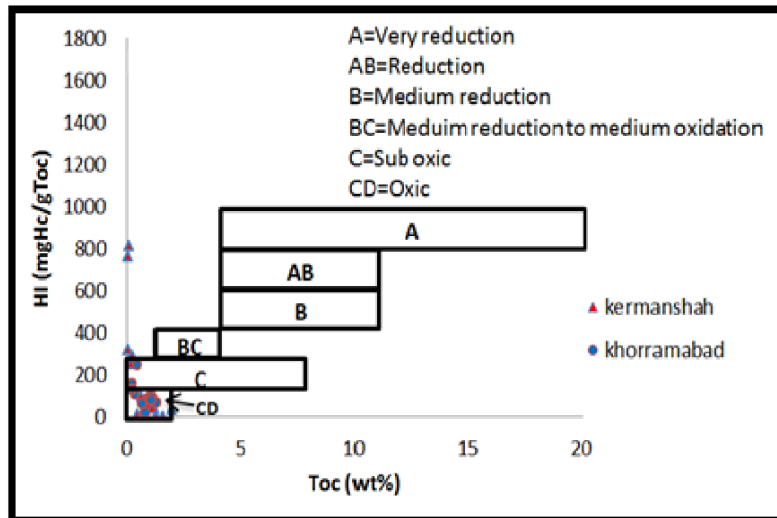 1800
1600
1400
1200
1000
800
600
400
200
0
HI (mgHc/gToc)
A=Very reduction
AB=Reduction
B=Medium reduction
BC=Meduim reduction to medium oxidation
C=Sub oxic
CD=Oxic
A
AB
B
BC
C
CD
kermanshah
khorramabad
0 5 10 15 20
Toc (wt%)